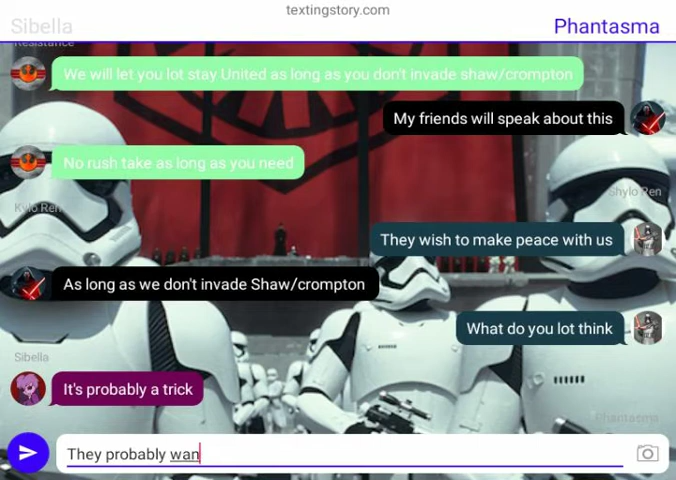 textingstory.com
Sibella
Phantasma
Resistance
We will let you lot stay United as long as you don't invade shaw/crompton
My friends will speak about this
No rush take as long as you need
Shylo Ren
Kylo Ren
They wish to make peace with us
As long as we don't invade Shaw/crompton
What do you lot think
Sibella
It's probably a trick
Phantasma
They probably wan